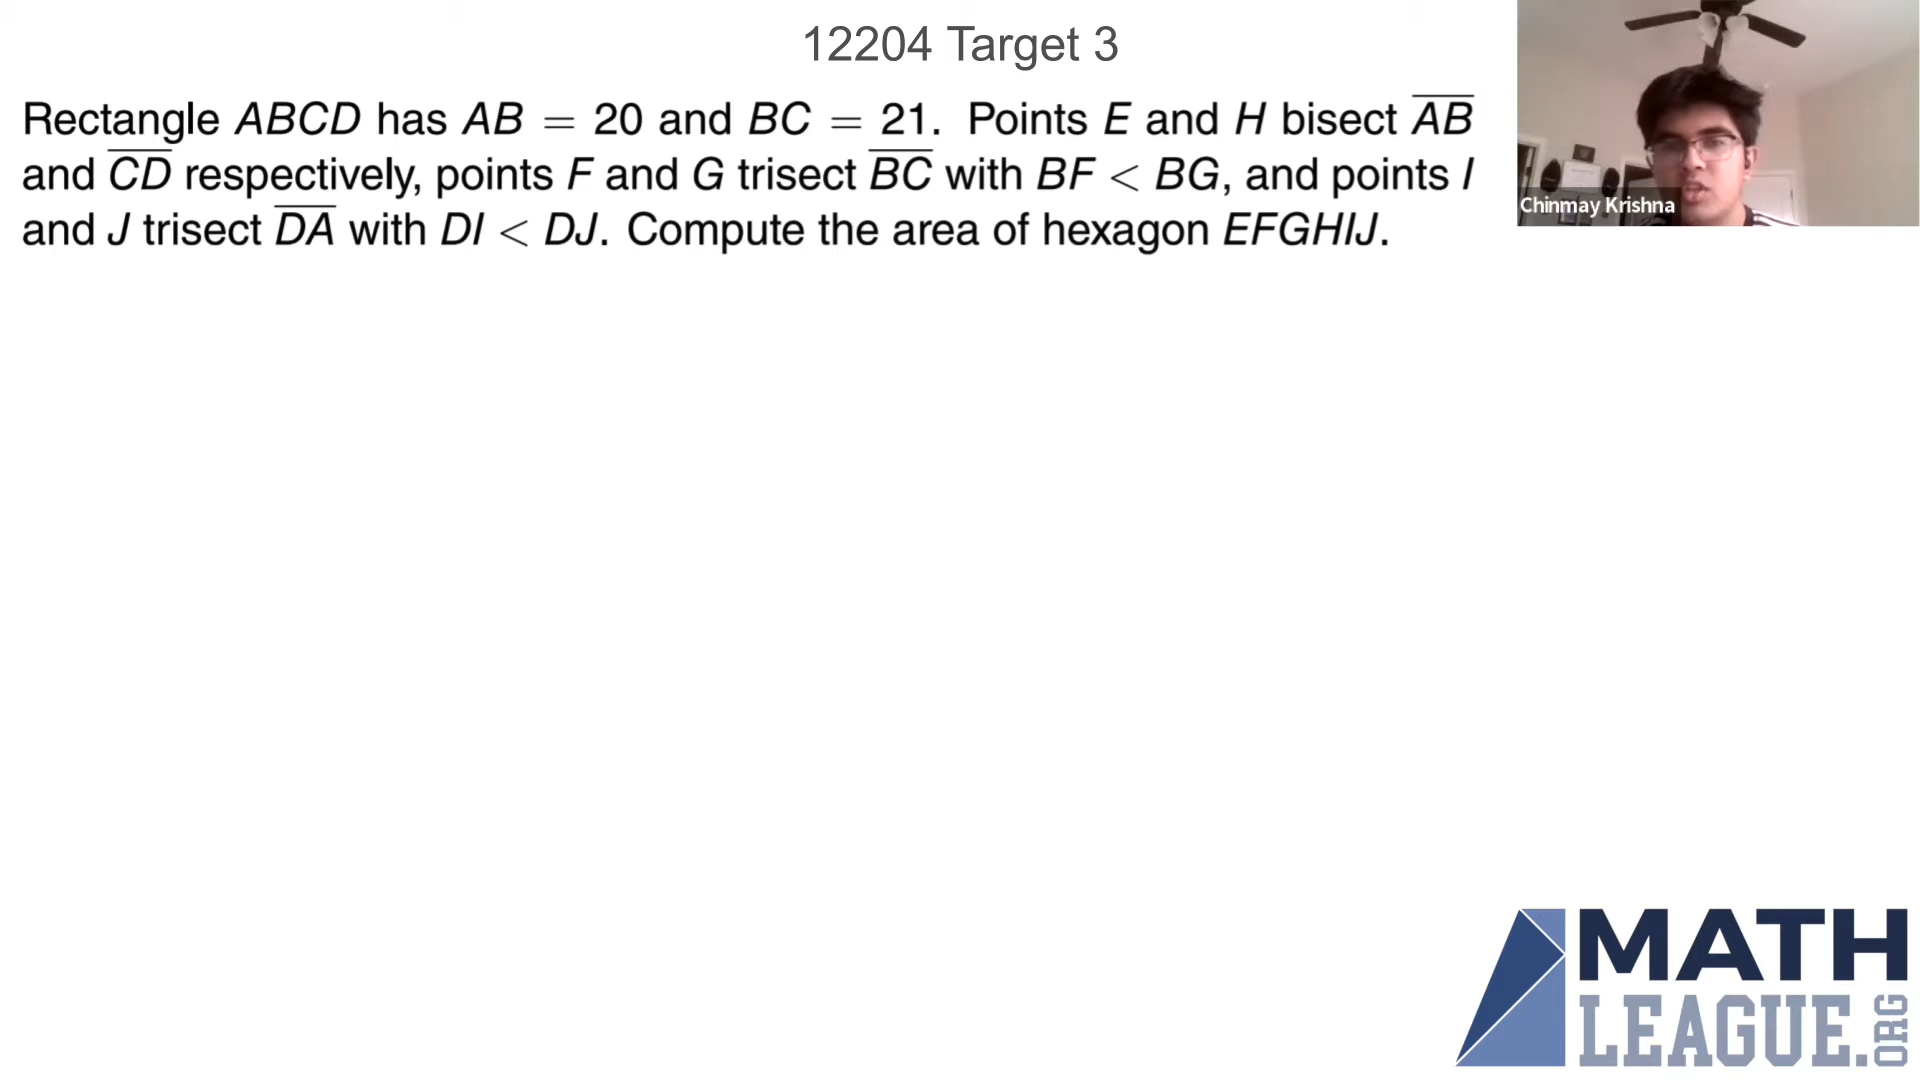 12204 Target 3
Rectangle ABCD has AB = 20 and BC = 21. Points E and H bisect AB
and CD respectively, points F and G trisect BC with BF < BG, and points I
and J trisect DA with DI < DJ. Compute the area of hexagon EFGHIJ.
Chinmay Krishna
MATH
LEAGUE.ORG